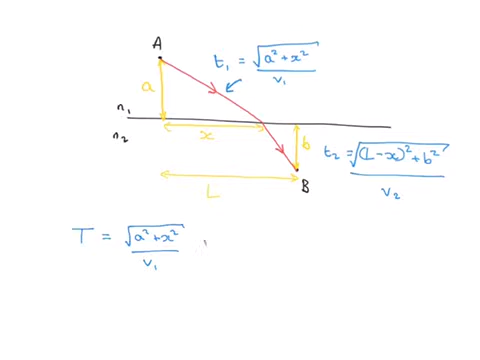 A
t₁ = √(a² + x²) / v₁
a
n₁
x
n₂
b
t₂ = √((L - x)² + b²) / v₂
B
L
T = √(a² + x²) / v₁